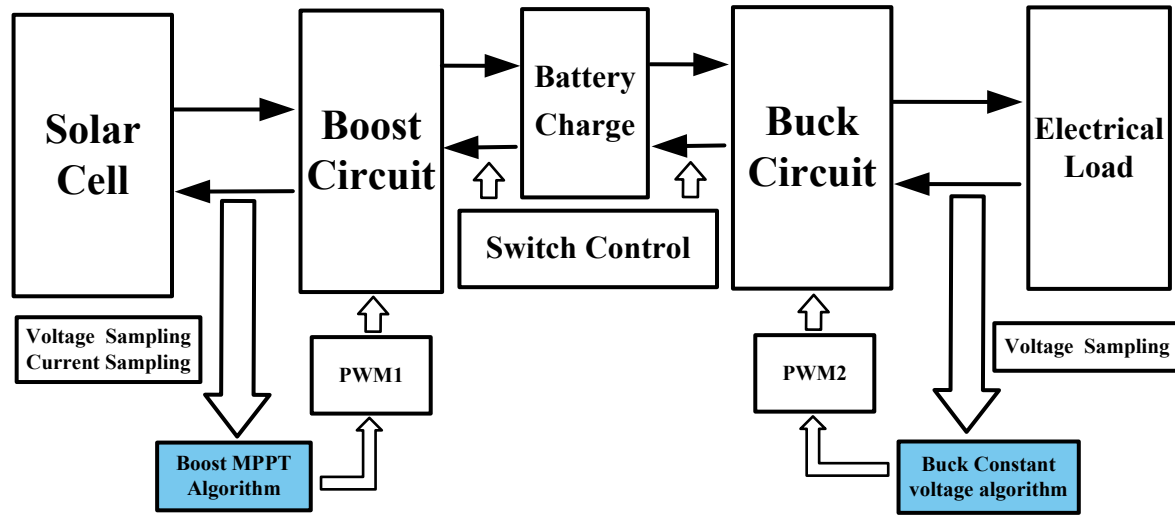 Solar
Cell
Boost
Circuit
Battery
Charge
Buck
Circuit
Electrical
Load
Switch Control
Voltage Sampling
Current Sampling
PWM1
PWM2
Voltage Sampling
Boost MPPT
Algorithm
Buck Constant
voltage algorithm